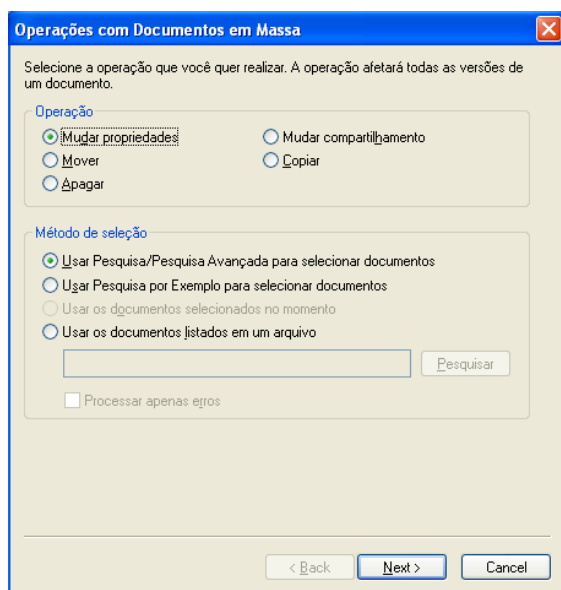 Operações com Documentos em Massa
Selecione a operação que você quer realizar. A operação afetará todas as versões de
um documento.
Operação
Mudar propriedades
Mudar compartilhamento
Mover
Copiar
Apagar
Método de seleção
Usar Pesquisa/Pesquisa Avançada para selecionar documentos
Usar Pesquisa por Exemplo para selecionar documentos
Usar os documentos selecionados no momento
Usar os documentos listados em um arquivo
Pesquisar
Processar apenas erros
< Back
Next >
Cancel